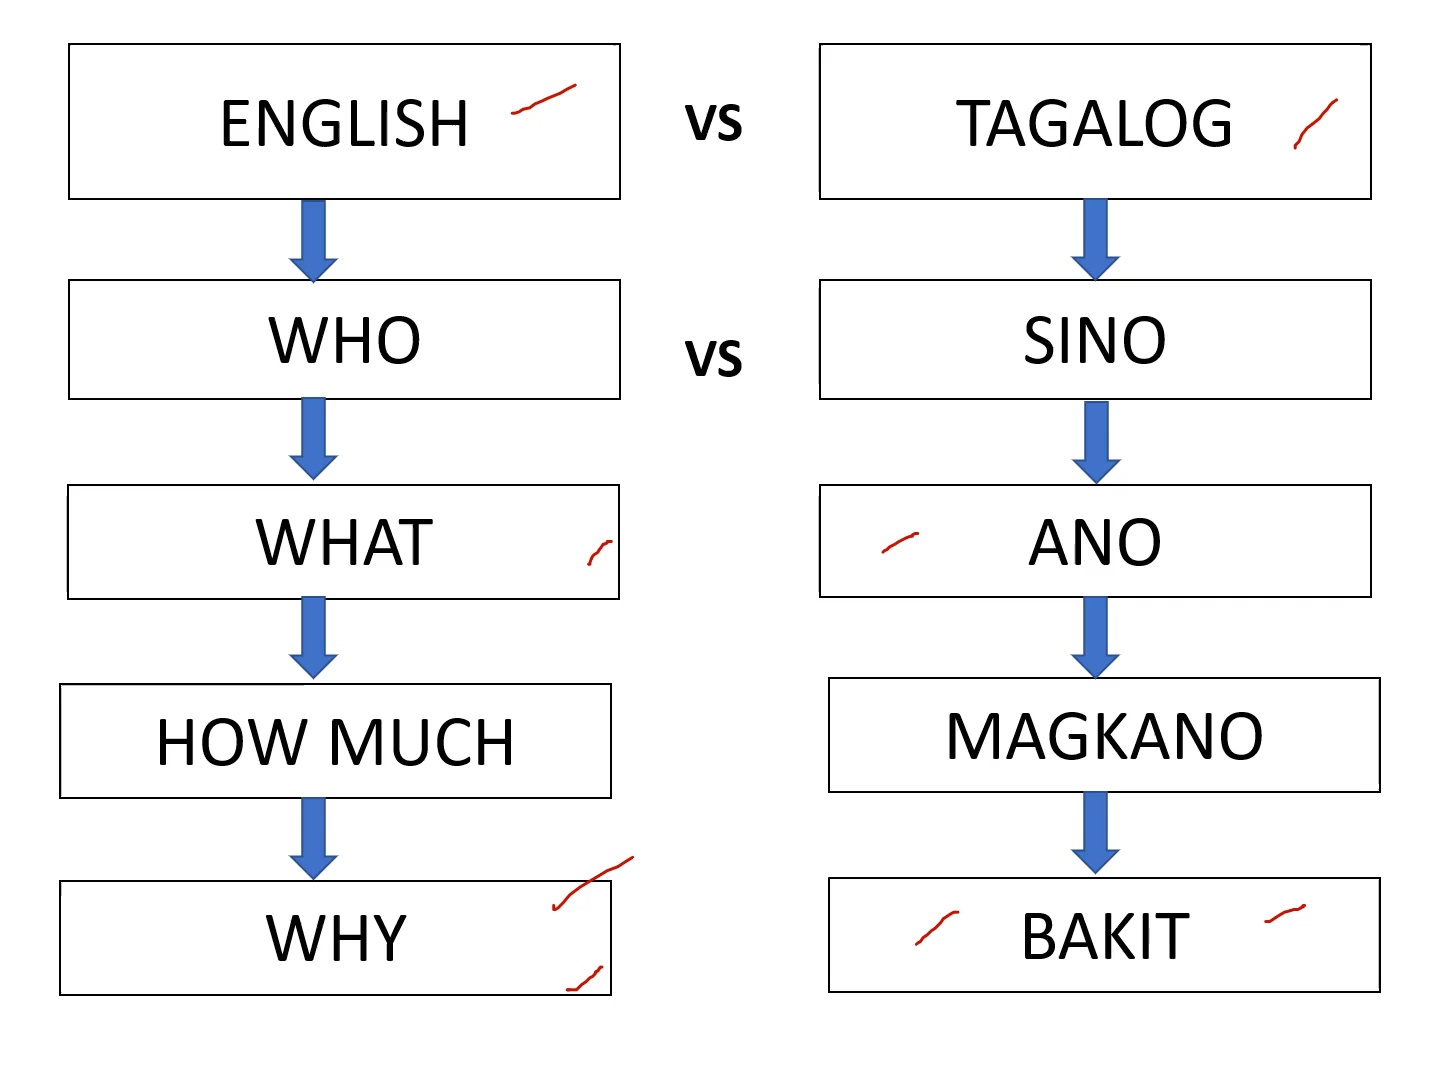 ENGLISH VS TAGALOG
WHO VS SINO
WHAT ANO
HOW MUCH MAGKANO
WHY BAKIT